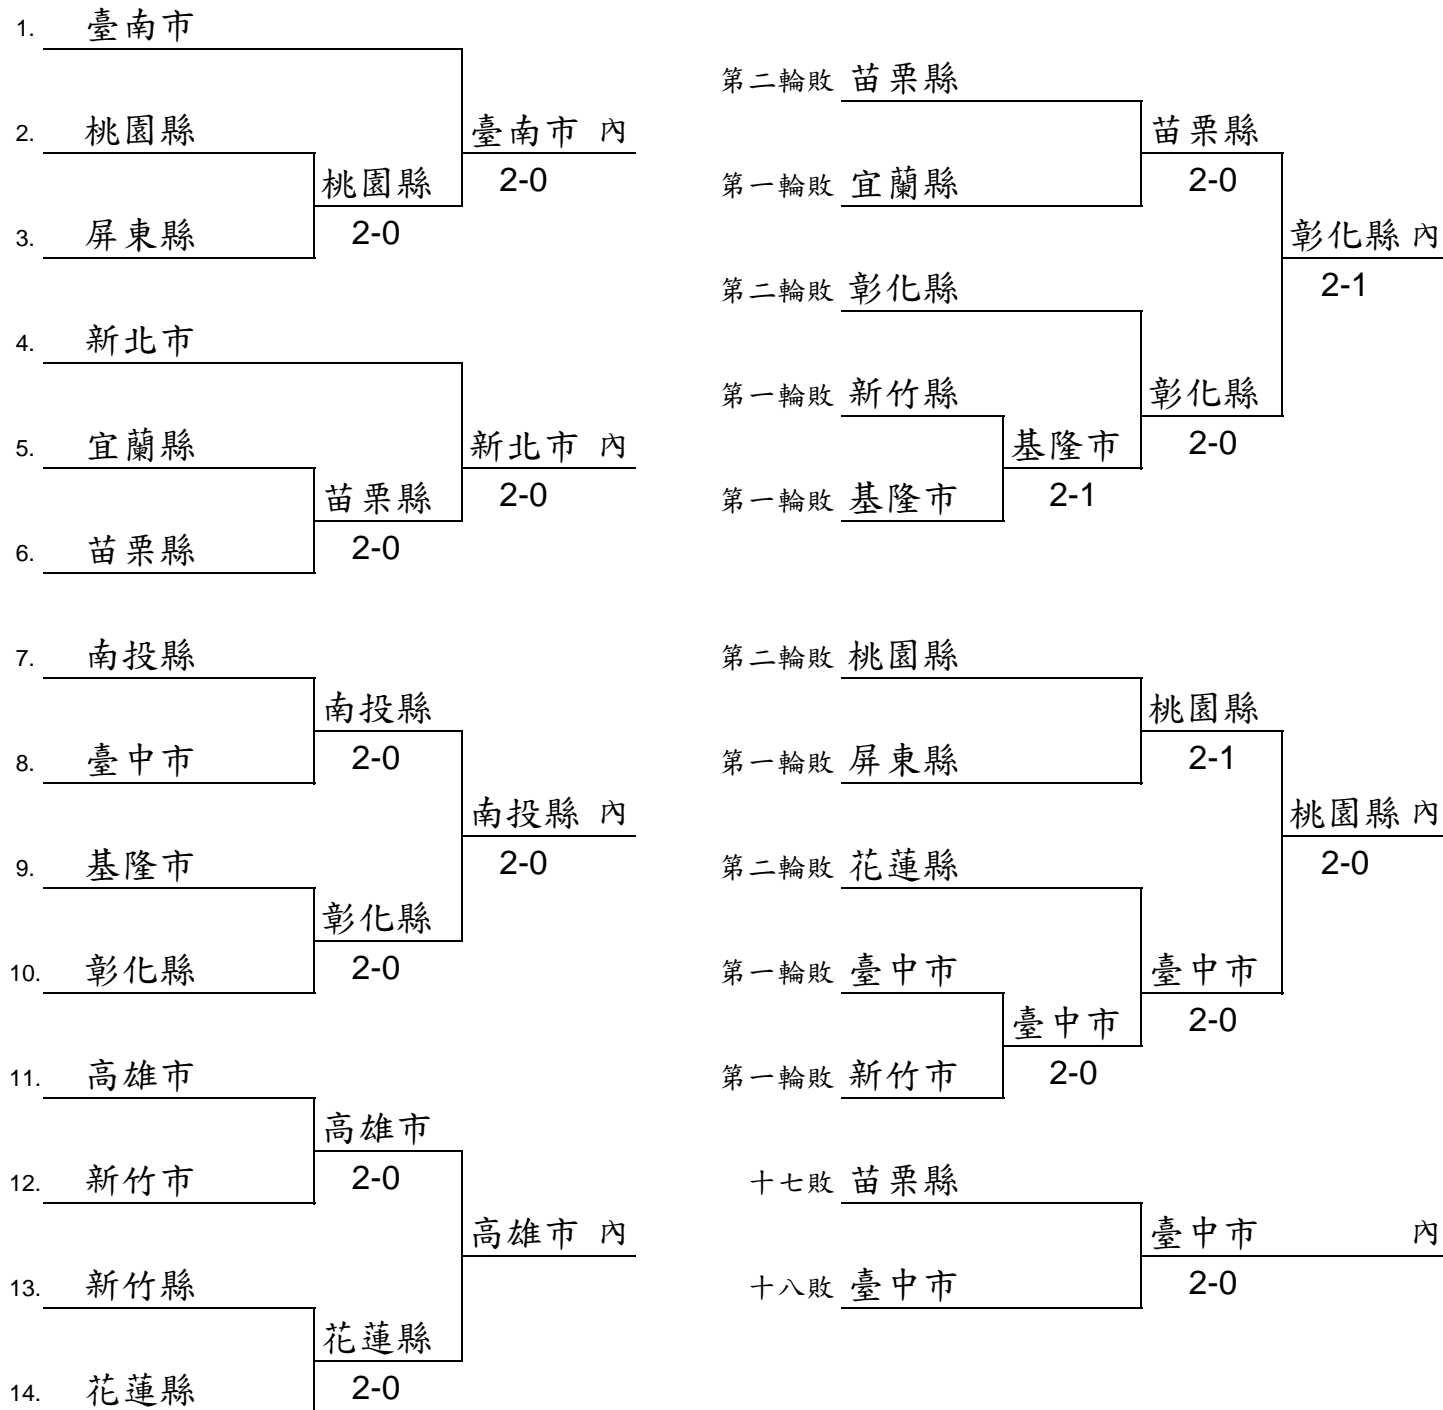 1. 臺南市
2. 桃園縣
桃園縣
2-0
3. 屏東縣
臺南市 內
2-0
4. 新北市
5. 宜蘭縣
苗栗縣
2-0
6. 苗栗縣
新北市 內
2-0
7. 南投縣
南投縣
2-0
8. 臺中市
南投縣 內
2-0
9. 基隆市
彰化縣
2-0
10. 彰化縣
11. 高雄市
高雄市
2-0
12. 新竹市
高雄市 內
13. 新竹縣
花蓮縣
2-0
14. 花蓮縣
第二輪敗 苗栗縣
苗栗縣
2-0
第一輪敗 宜蘭縣
彰化縣 內
2-1
第二輪敗 彰化縣
彰化縣
2-0
第一輪敗 新竹縣
基隆市
2-1
第一輪敗 基隆市
第二輪敗 桃園縣
桃園縣
2-1
第一輪敗 屏東縣
桃園縣 內
2-0
第二輪敗 花蓮縣
臺中市
2-0
第一輪敗 臺中市
臺中市
2-0
第一輪敗 新竹市
十七敗 苗栗縣
臺中市 內
2-0
十八敗 臺中市